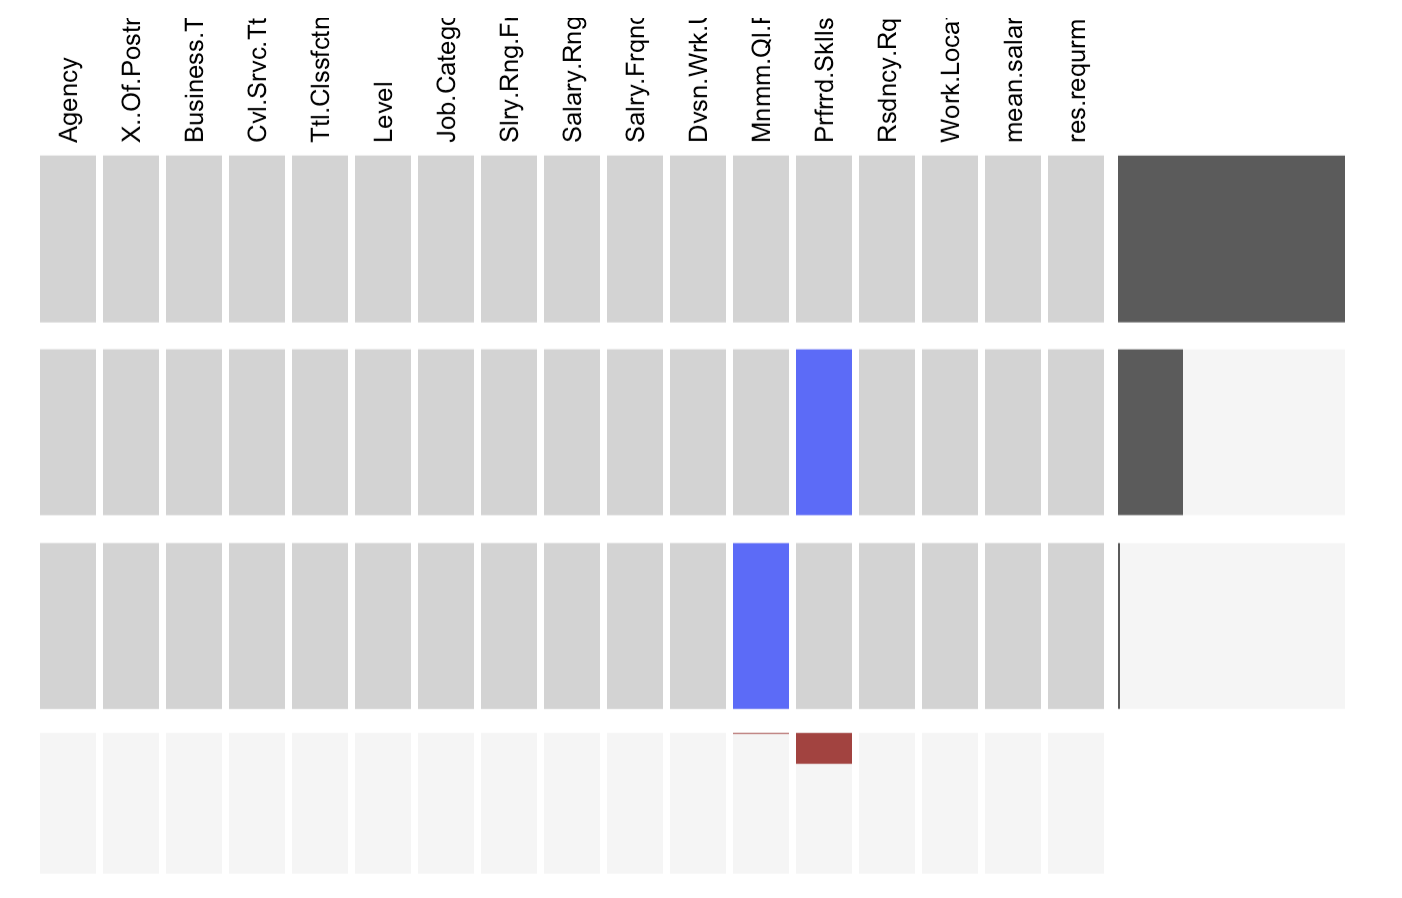 Agency
X..Of.Postr
Business.T
Cvl.Srvc.Tt
Ttl.Clssfctn
Level
Job.Catego
Slry.Rng.Fr
Salary.Rng
Salry.Frqnc
Dvsn.Wrk.U
Mnmm.Ql.R
Prfrrd.Sklls
Rsdncy.Rq
Work.Loca
mean.salar
res.requrm